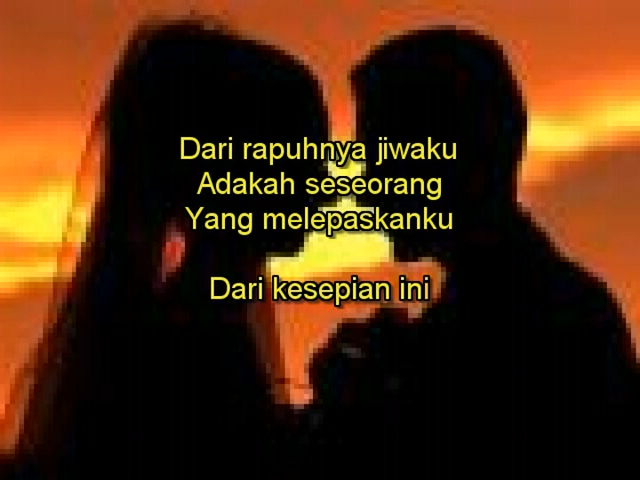 Dari rapuhnya jiwaku
Adakah seseorang
Yang melepaskanku
Dari kesepian ini